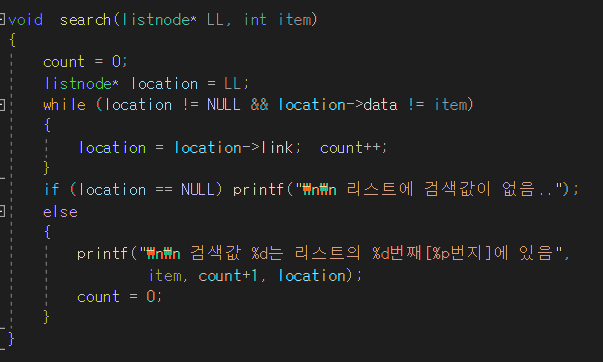 void  search(listnode* LL, int item)
{
count = 0;
listnode* location = LL;
while (location != NULL && location->data != item)
{
location = location->link;  count++;
}
if (location == NULL) printf("₩n₩n 리스트에 검색값이 없음..");
else
{
printf("₩n₩n 검색값 %d는 리스트의 %d번째[%p번지]에 있음",
item, count+1, location);
count = 0;
}
}